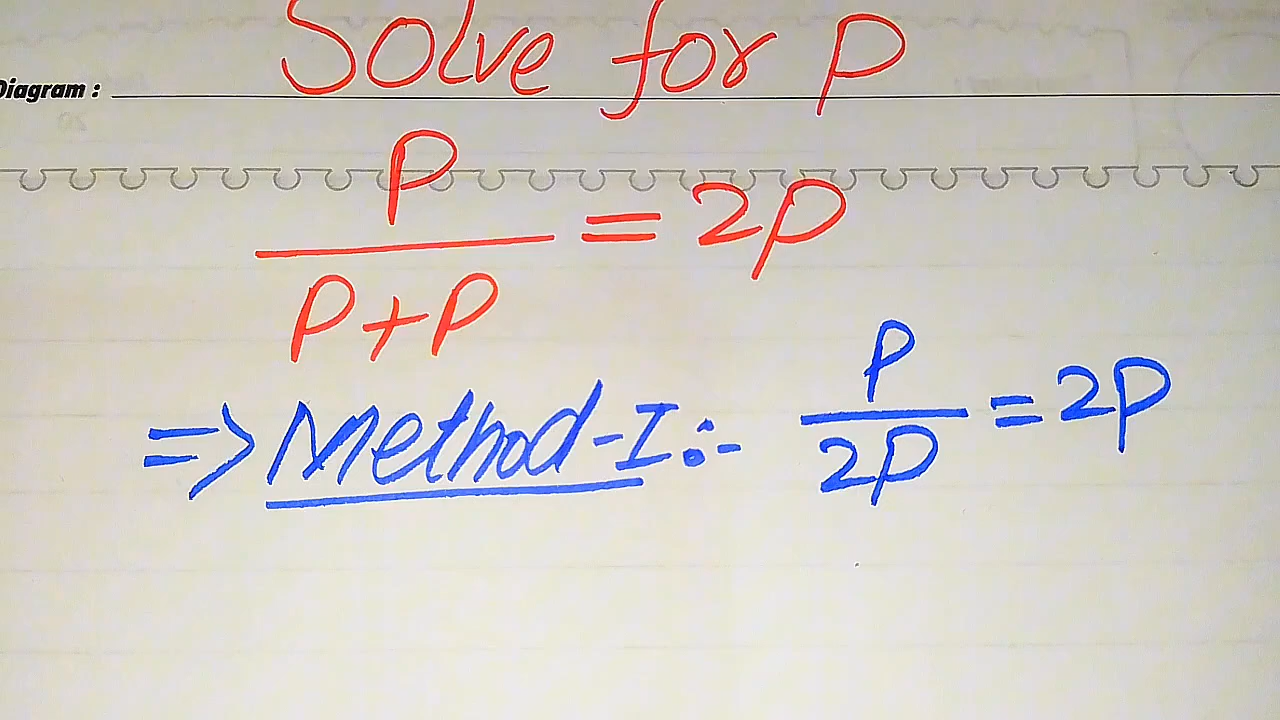 Solve for P
Diagram :
P
P+P
= 2P
=> Method-I:- P/2P = 2P